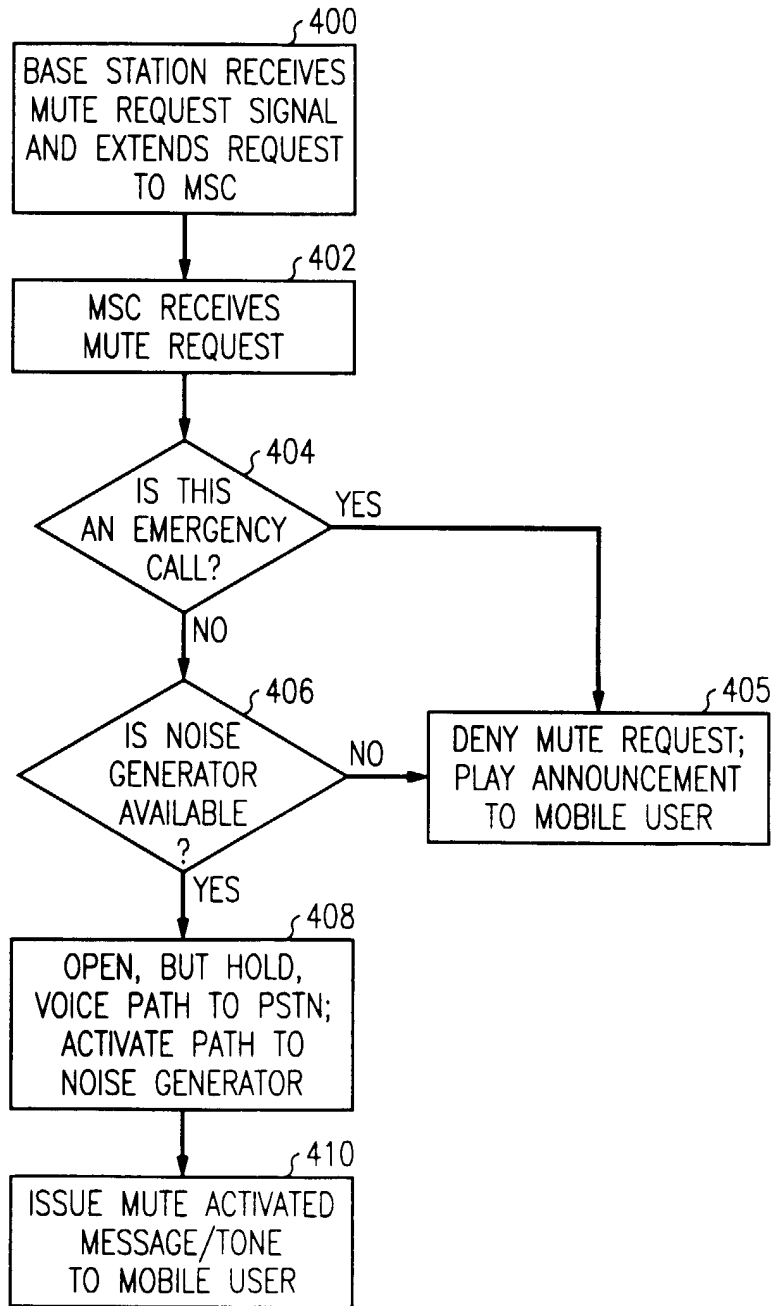 400
BASE STATION RECEIVES
MUTE REQUEST SIGNAL
AND EXTENDS REQUEST
TO MSC
402
MSC RECEIVES
MUTE REQUEST
404
IS THIS
AN EMERGENCY
CALL?
YES
NO
406
IS NOISE
GENERATOR
AVAILABLE
?
NO
405
DENY MUTE REQUEST;
PLAY ANNOUNCEMENT
TO MOBILE USER
YES
408
OPEN, BUT HOLD,
VOICE PATH TO PSTN;
ACTIVATE PATH TO
NOISE GENERATOR
410
ISSUE MUTE ACTIVATED
MESSAGE/TONE
TO MOBILE USER